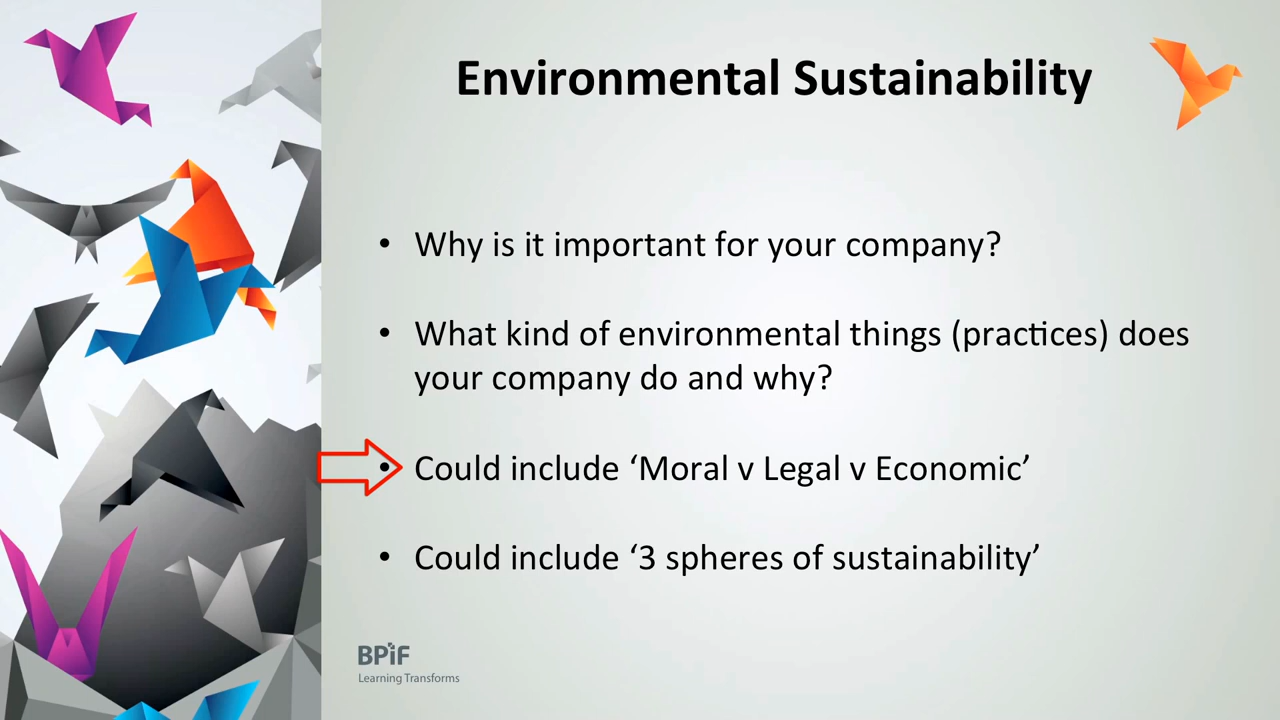 Environmental Sustainability
• Why is it important for your company?
• What kind of environmental things (practices) does
your company do and why?
• Could include ‘Moral v Legal v Economic’
• Could include ‘3 spheres of sustainability’
BPiF
Learning Transforms